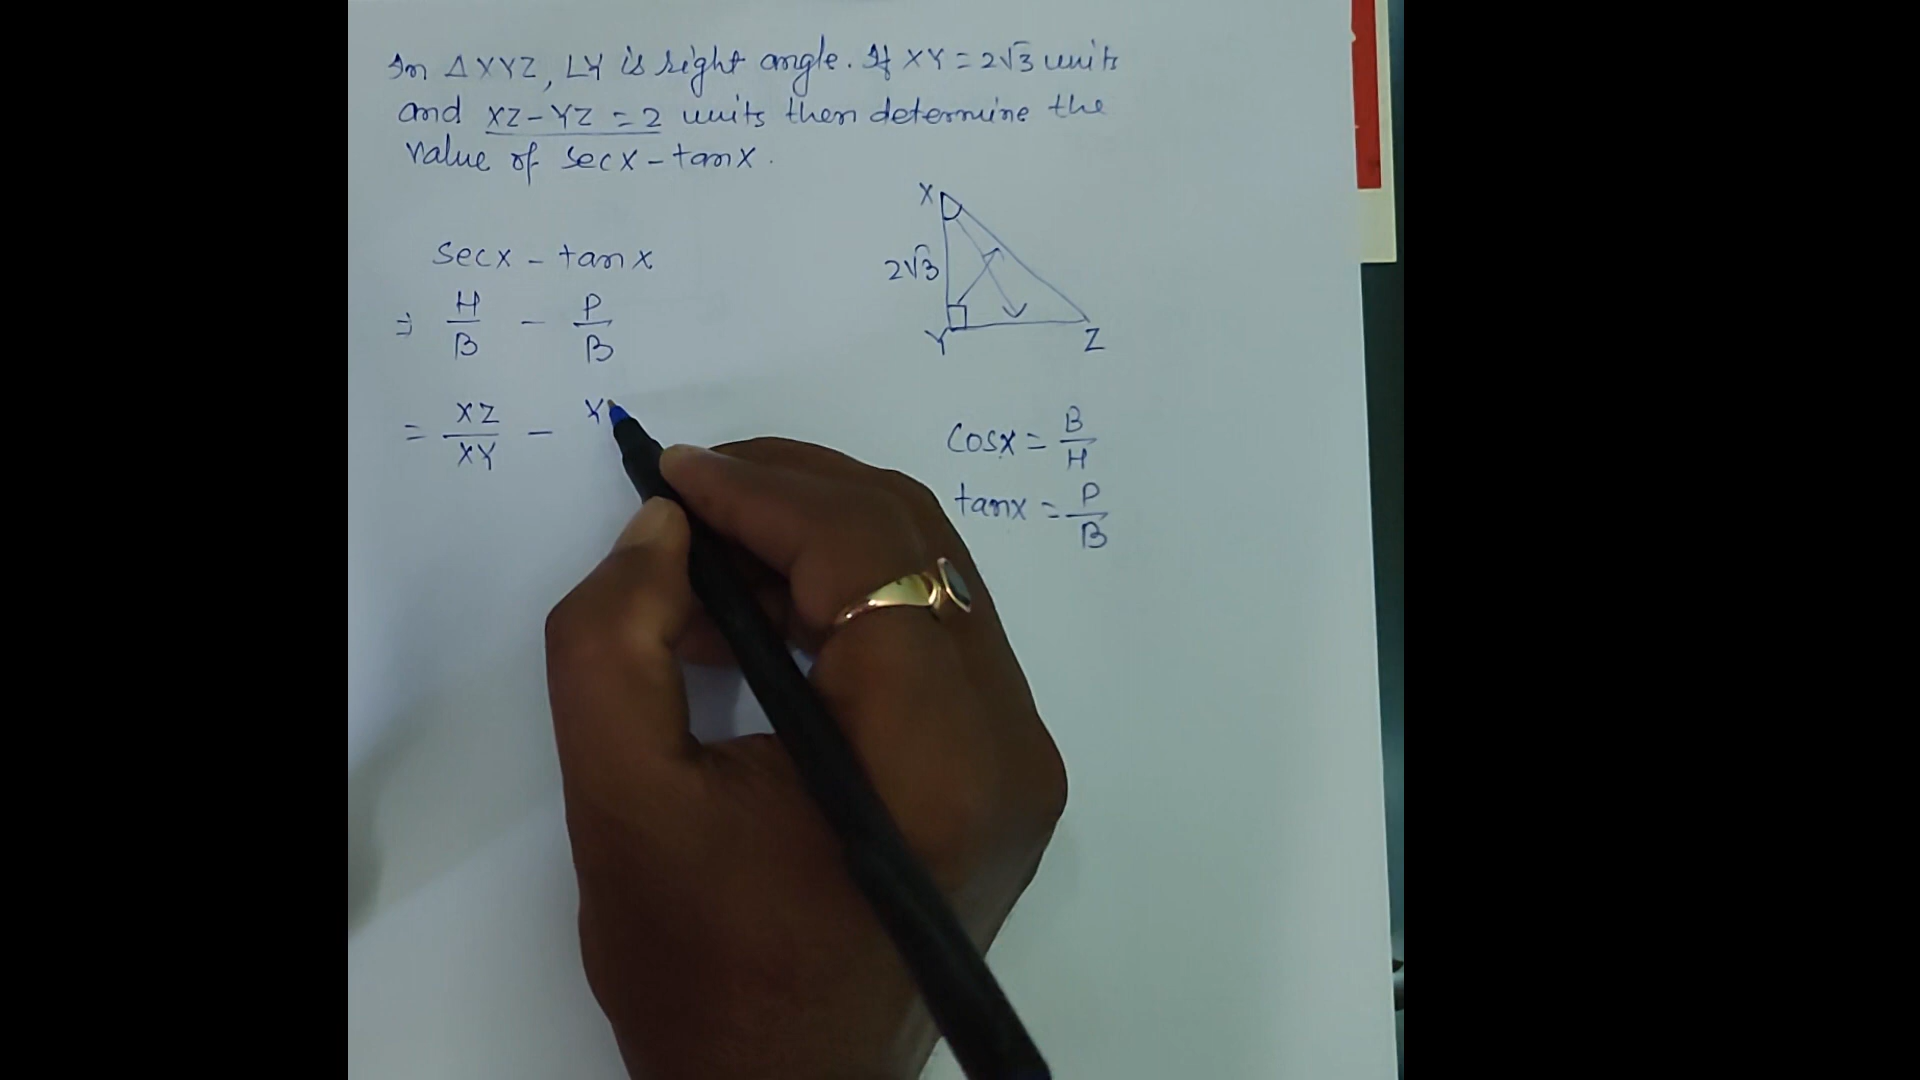 In ΔXYZ, ∠Y is right angle. If XY = 2√3 units
and XZ - YZ = 2 units then determine the
value of secX - tanX.
secx - tanx
⇒ H/B - P/B
= XZ/XY - Y
X
2√3
Y Z
Cosx = B/H
tanx = P/B